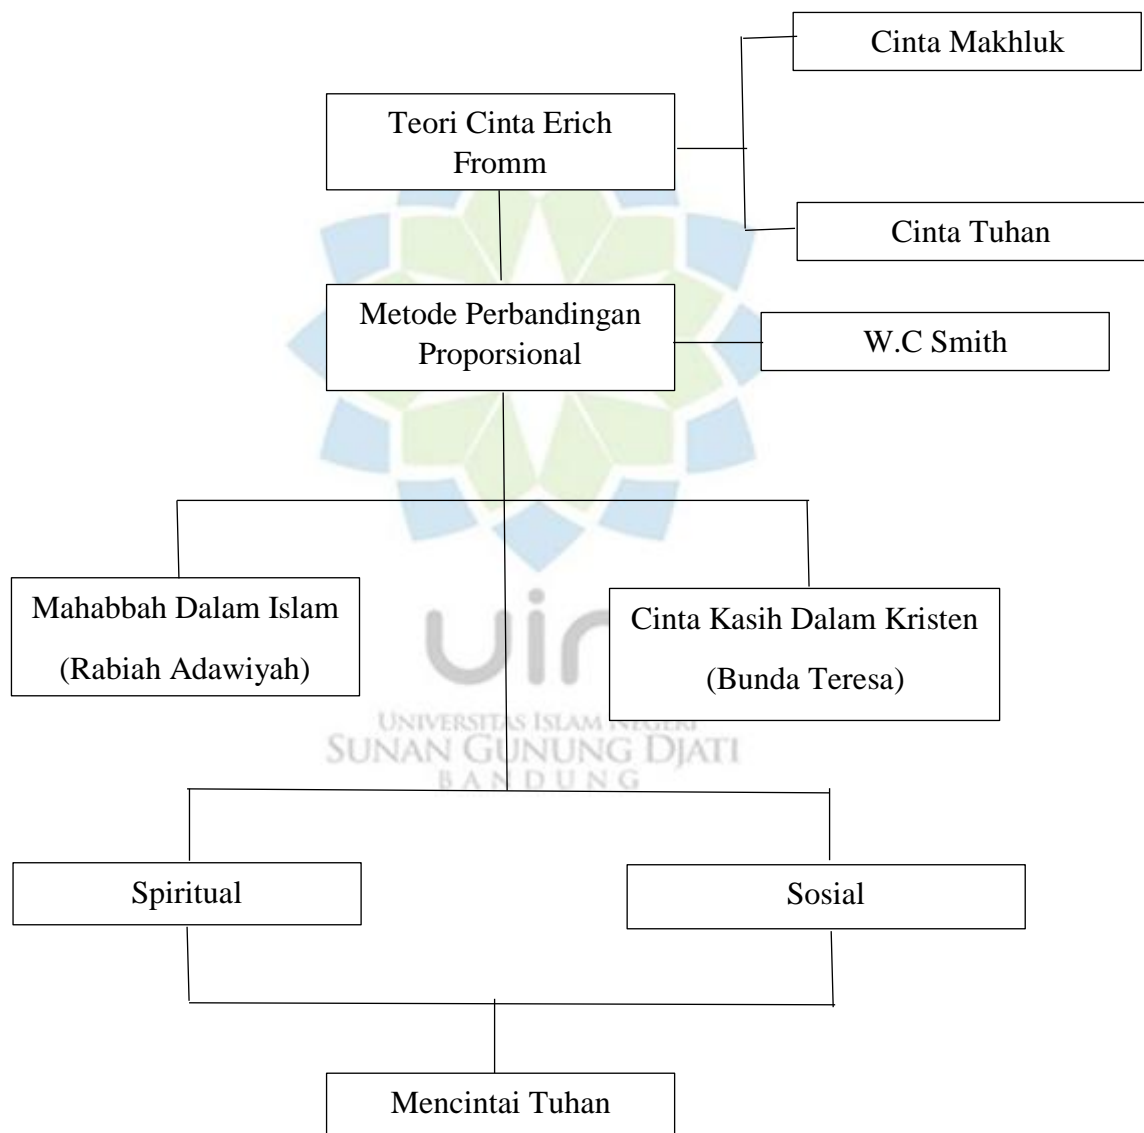 Cinta Makhluk
Teori Cinta Erich
Fromm
Cinta Tuhan
Metode Perbandingan
Proporsional
W.C Smith
Mahabbah Dalam Islam
(Rabiah Adawiyah)
Cinta Kasih Dalam Kristen
(Bunda Teresa)
uin
UNIVERSITAS ISLAM NEGERI
SUNAN GUNUNG DJATI
BANDUNG
Spiritual
Sosial
Mencintai Tuhan